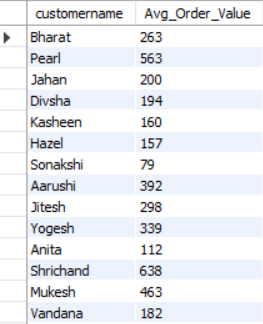 customername Avg_Order_Value
Bharat 263
Pearl 563
Jahan 200
Divsha 194
Kasheen 160
Hazel 157
Sonakshi 79
Aarushi 392
Jitesh 298
Yogesh 339
Anita 112
Shrichand 638
Mukesh 463
Vandana 182